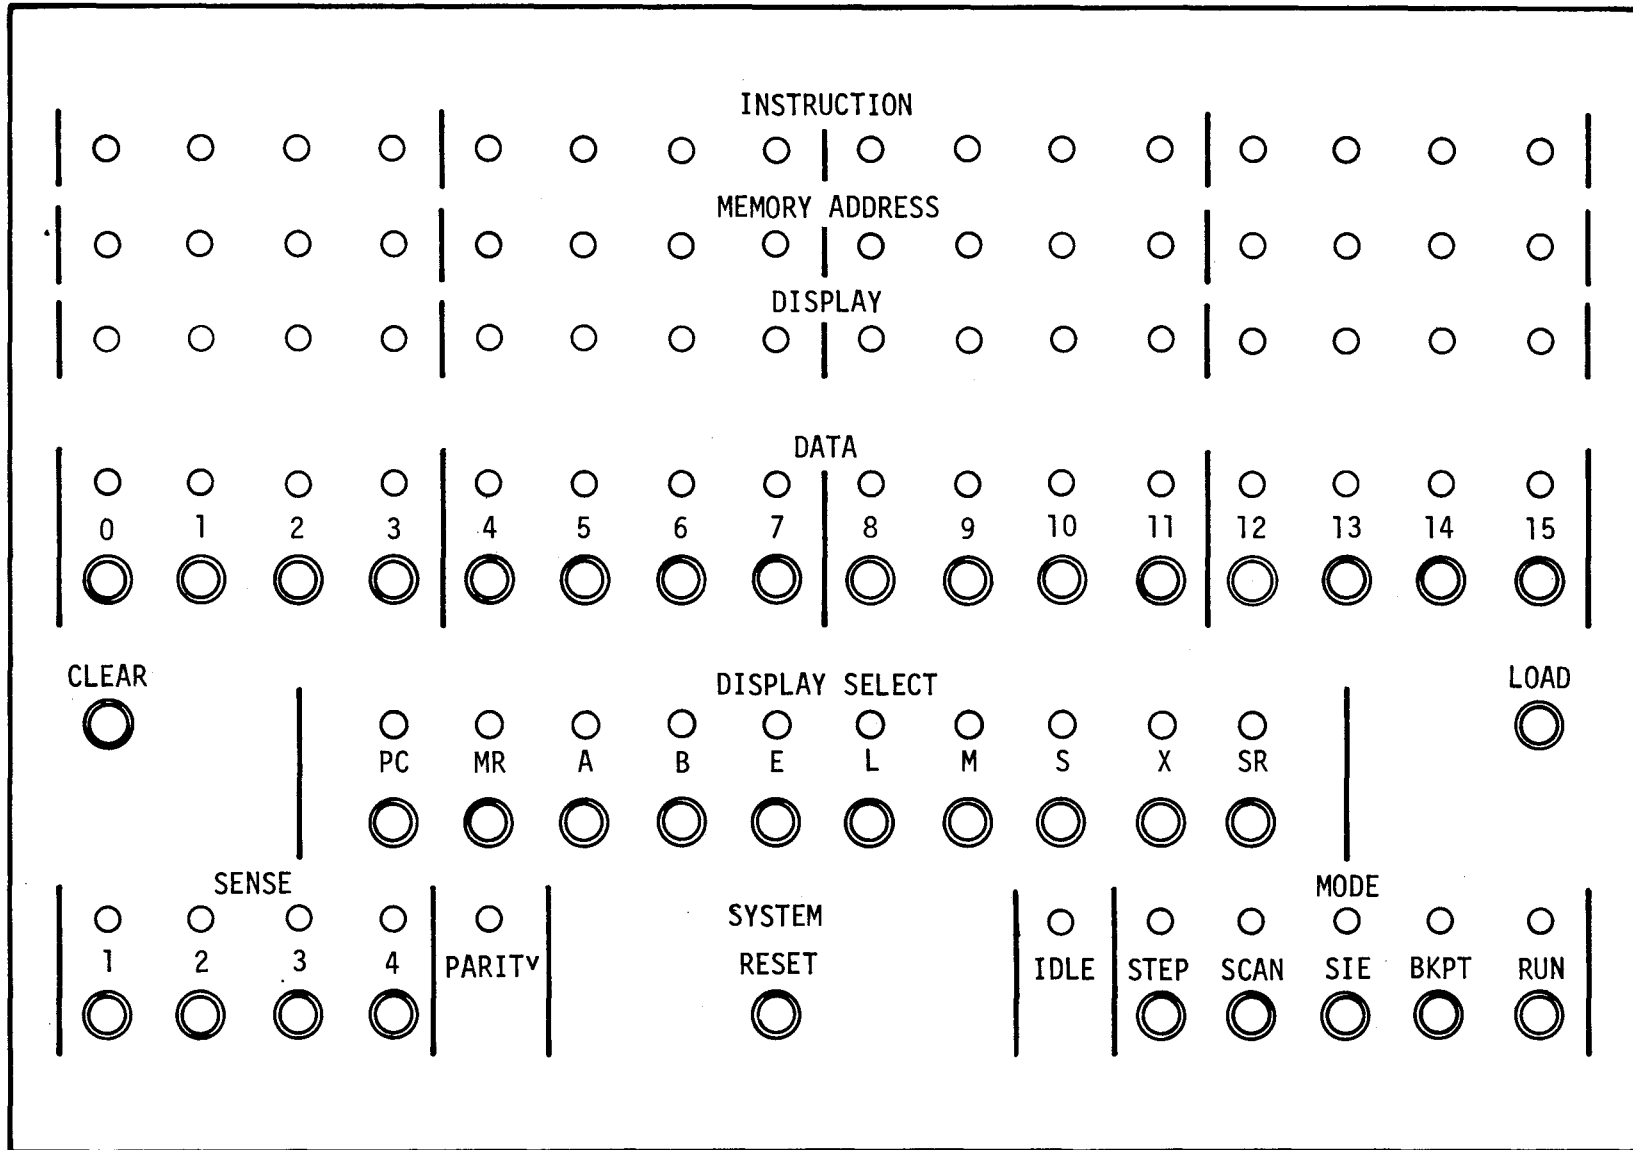 INSTRUCTION
MEMORY ADDRESS
DISPLAY
DATA
0 1 2 3 4 5 6 7 8 9 10 11 12 13 14 15
CLEAR DISPLAY SELECT LOAD
PC MR A B E L M S X SR
SENSE MODE
SYSTEM
1 2 3 4 PARITY RESET IDLE STEP SCAN SIE BKPT RUN